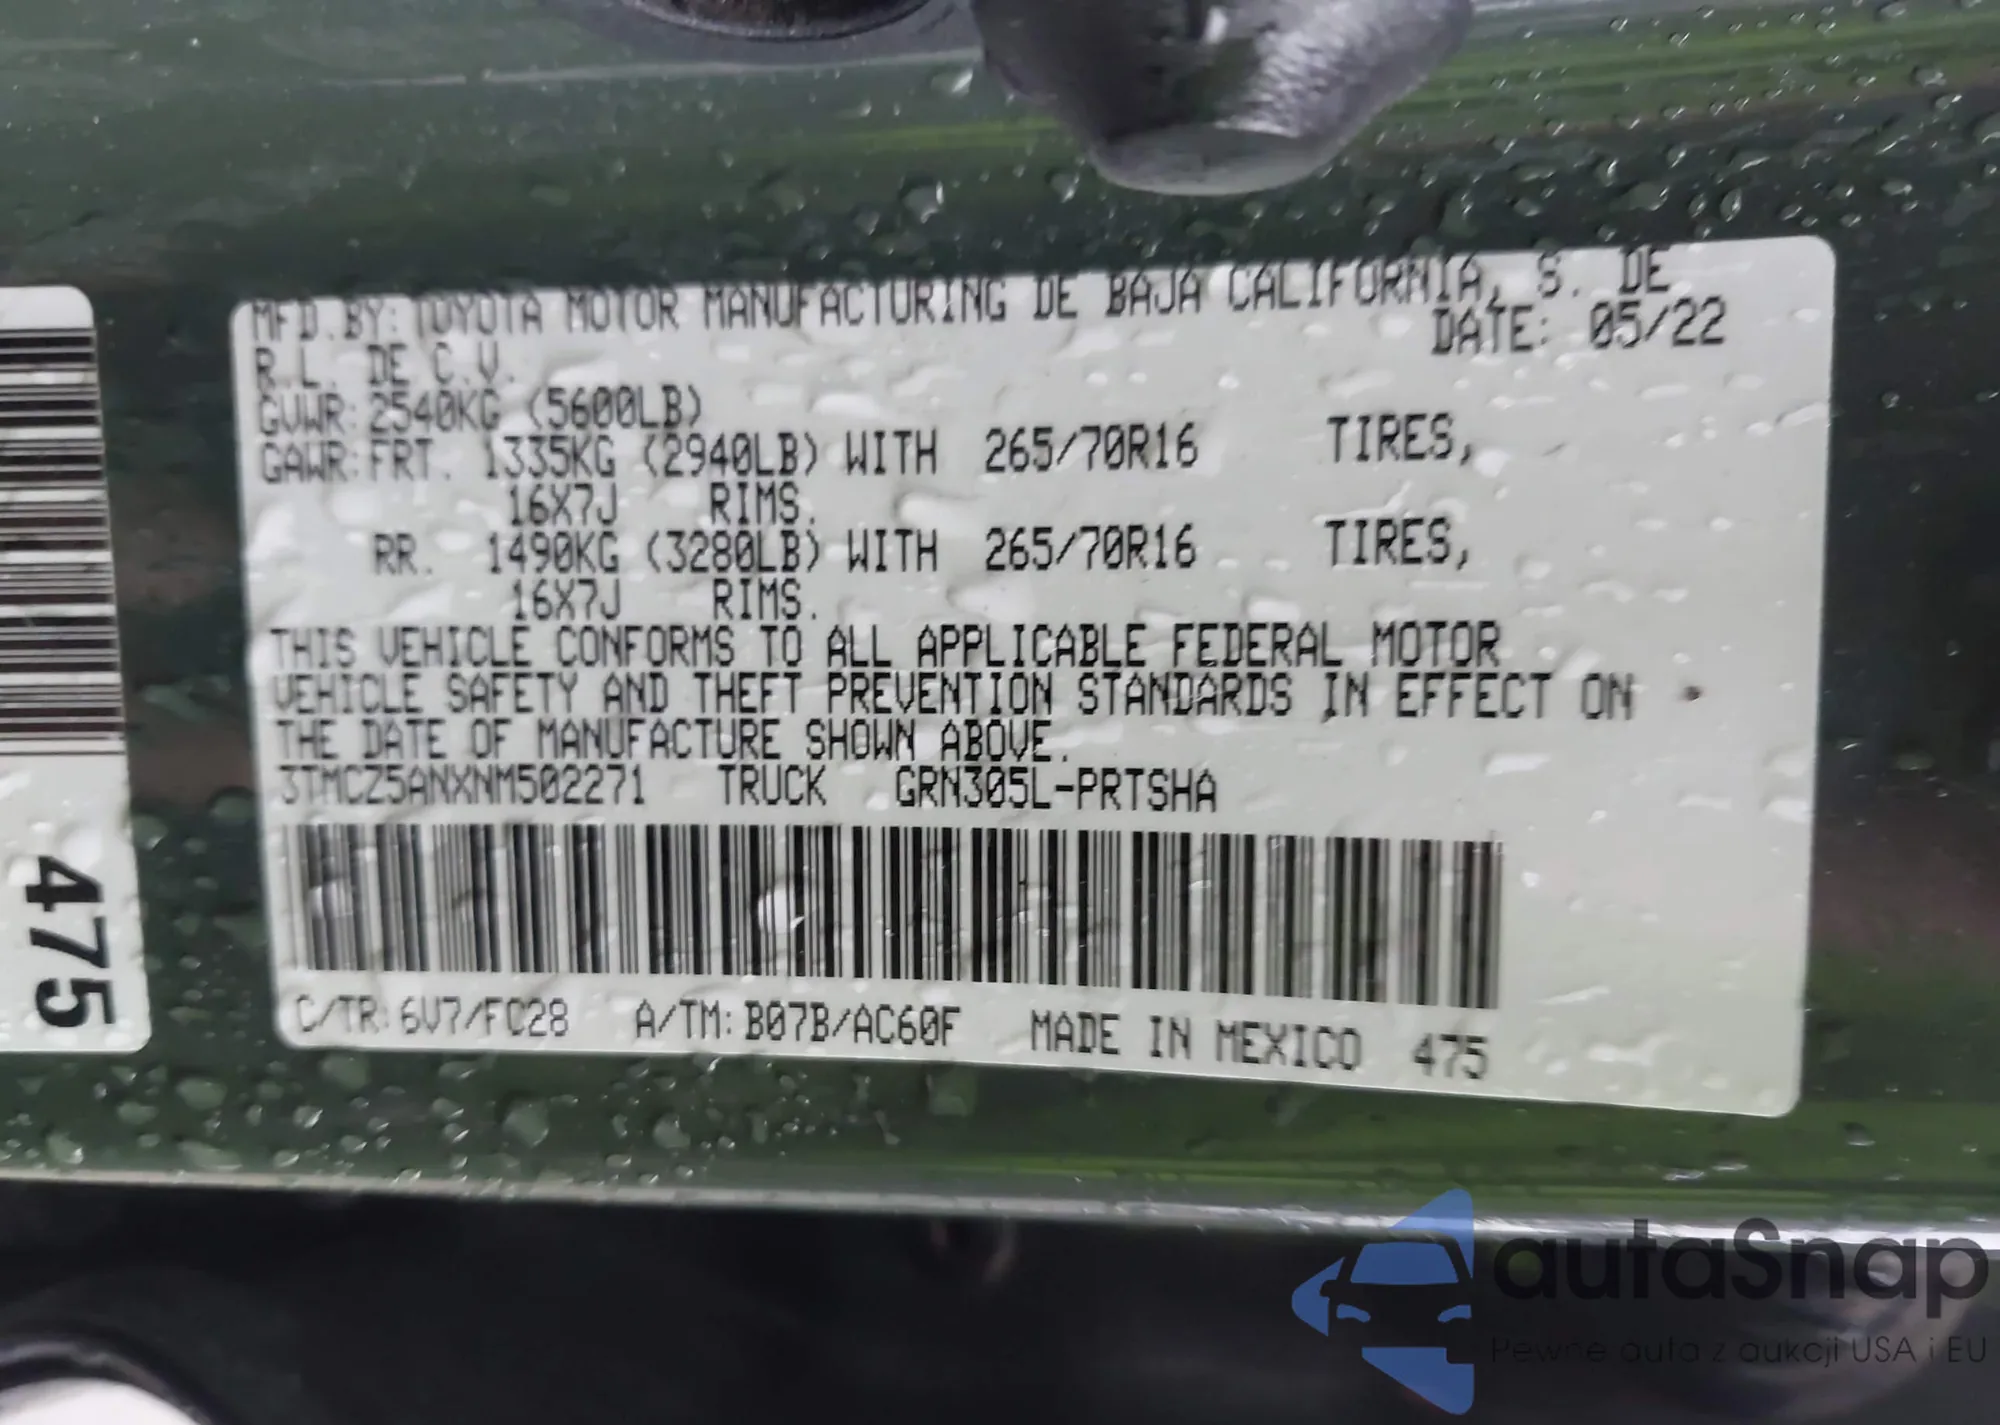 MFD.BY: TOYOTA MOTOR MANUFACTURING DE BAJA CALIFORNIA, S. DE
R.L. DE C.V. DATE: 05/22
GVWR: 2540KG (5600LB)
GAWR: FRT. 1335KG (2940LB) WITH 265/70R16 TIRES,
16X7J RIMS.
RR. 1490KG (3280LB) WITH 265/70R16 TIRES,
16X7J RIMS.
THIS VEHICLE CONFORMS TO ALL APPLICABLE FEDERAL MOTOR
VEHICLE SAFETY AND THEFT PREVENTION STANDARDS IN EFFECT ON
THE DATE OF MANUFACTURE SHOWN ABOVE.
3TMCZ5ANXNM502271 TRUCK GRN305L-PRTSHA
C/TR: 6V7/FC28 A/TM: B07B/AC60F MADE IN MEXICO 475
475
autaSnap
Pewne auta z aukcji USA i EU